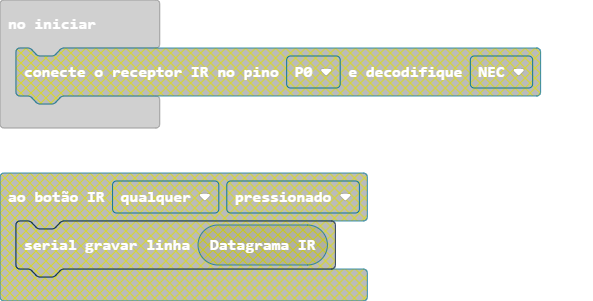 no iniciar
conecte o receptor IR no pino P0 e decodifique NEC
ao botão IR qualquer pressionado
serial gravar linha Datagrama IR